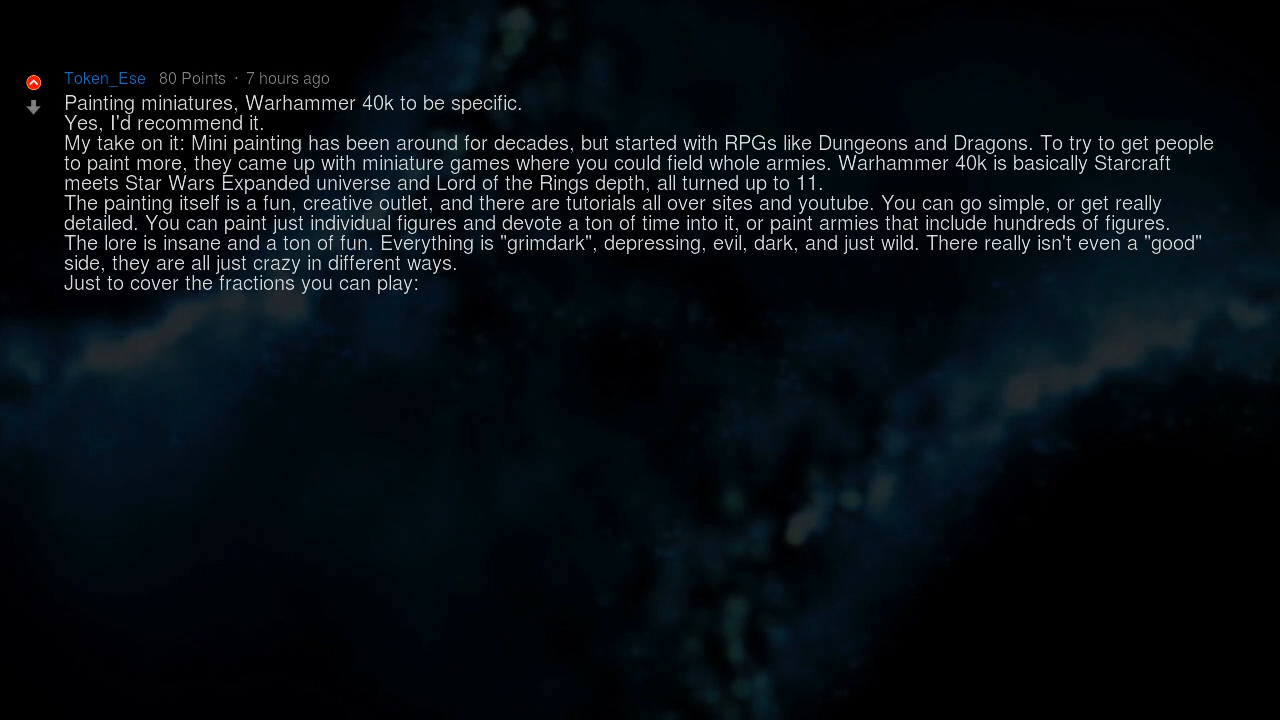 Token_Ese 80 Points · 7 hours ago
Painting miniatures, Warhammer 40k to be specific.
Yes, I'd recommend it.
My take on it: Mini painting has been around for decades, but started with RPGs like Dungeons and Dragons. To try to get people
to paint more, they came up with miniature games where you could field whole armies. Warhammer 40k is basically Starcraft
meets Star Wars Expanded universe and Lord of the Rings depth, all turned up to 11.
The painting itself is a fun, creative outlet, and there are tutorials all over sites and youtube. You can go simple, or get really
detailed. You can paint just individual figures and devote a ton of time into it, or paint armies that include hundreds of figures.
The lore is insane and a ton of fun. Everything is "grimdark", depressing, evil, dark, and just wild. There really isn't even a "good"
side, they are all just crazy in different ways.
Just to cover the fractions you can play: